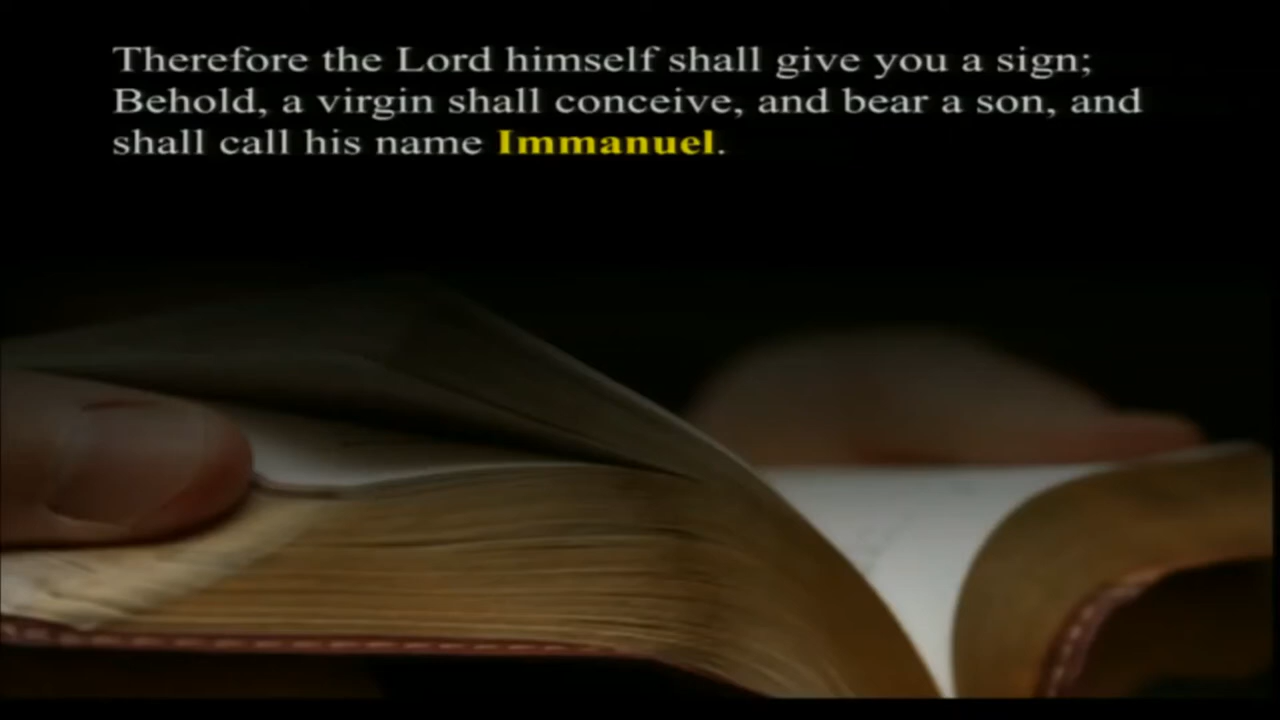 Therefore the Lord himself shall give you a sign;
Behold, a virgin shall conceive, and bear a son, and
shall call his name Immanuel.